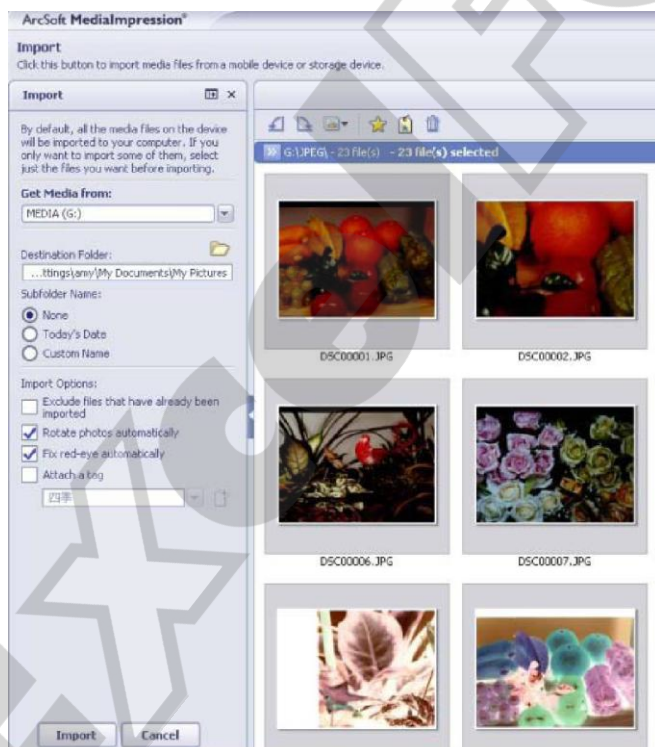 ArcSoft MediaImpression®
Import
Click this button to import media files from a mobile device or storage device.
Import
By default, all the media files on the device
will be imported to your computer. If you
only want to import some of them, select
just the files you want before importing.
Get Media from:
MEDIA (G:)
Destination Folder:
...ttings\amy\My Documents\My Pictures
Subfolder Name:
None
Today's Date
Custom Name
Import Options:
Exclude files that have already been
imported
Rotate photos automatically
Fix red-eye automatically
Attach a tag
四季
Import Cancel
G:\JPEG\ - 23 file(s) - 23 file(s) selected
DSC00001.JPG DSC00002.JPG
DSC00006.JPG DSC00007.JPG